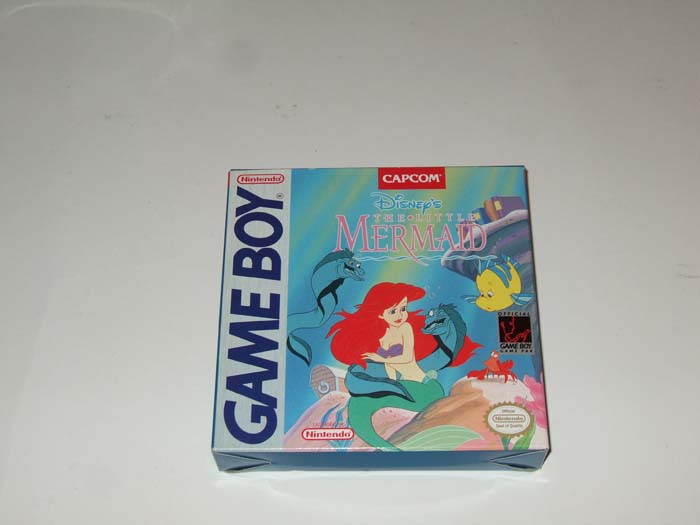 Nintendo
GAME BOY
CAPCOM
Disney's
THE LITTLE
MERMAID
OFFICIAL
GAME BOY
GAME PAK
Nintendo
Official
Nintendo
Seal of Quality